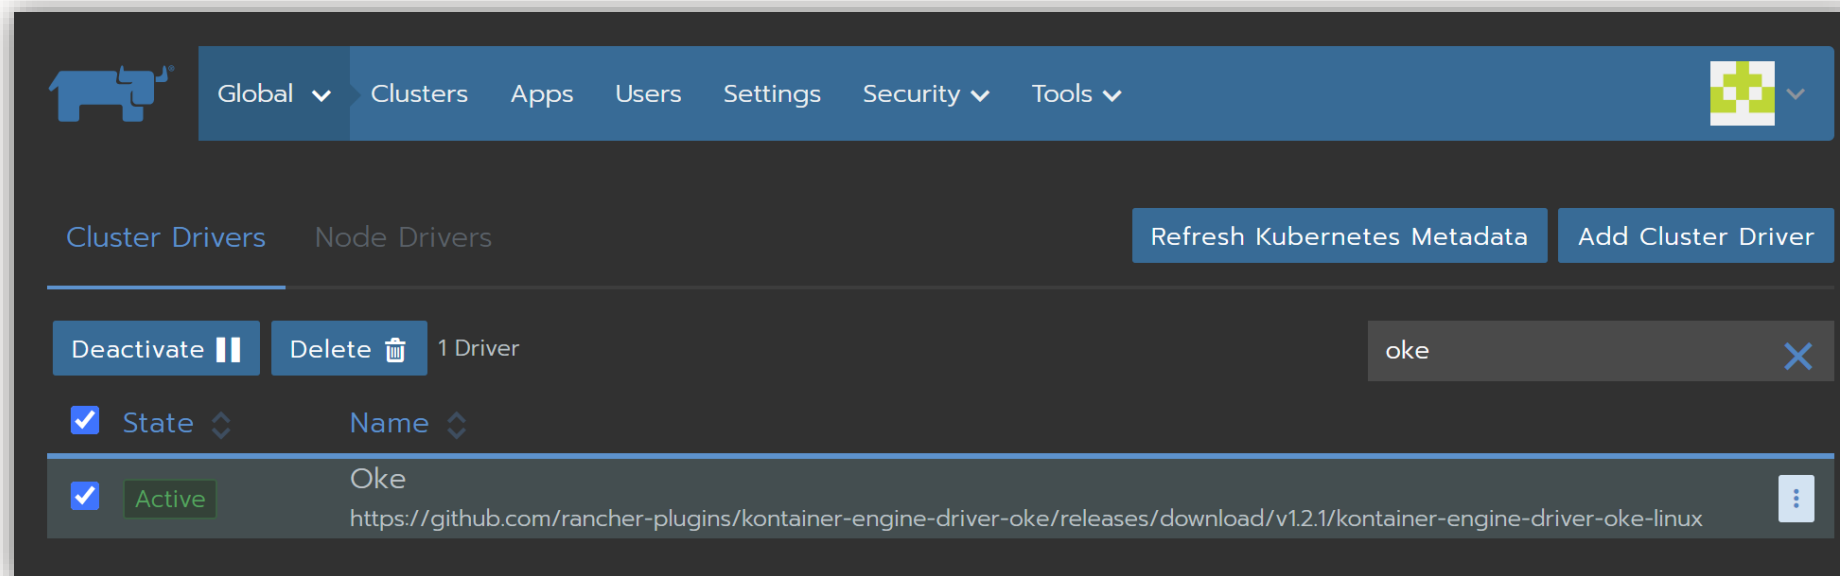 Global Clusters Apps Users Settings Security Tools
Cluster Drivers Node Drivers Refresh Kubernetes Metadata Add Cluster Driver
Deactivate Delete 1 Driver oke
State Name
Active Oke
https://github.com/rancher-plugins/kontainer-engine-driver-oke/releases/download/v1.2.1/kontainer-engine-driver-oke-linux